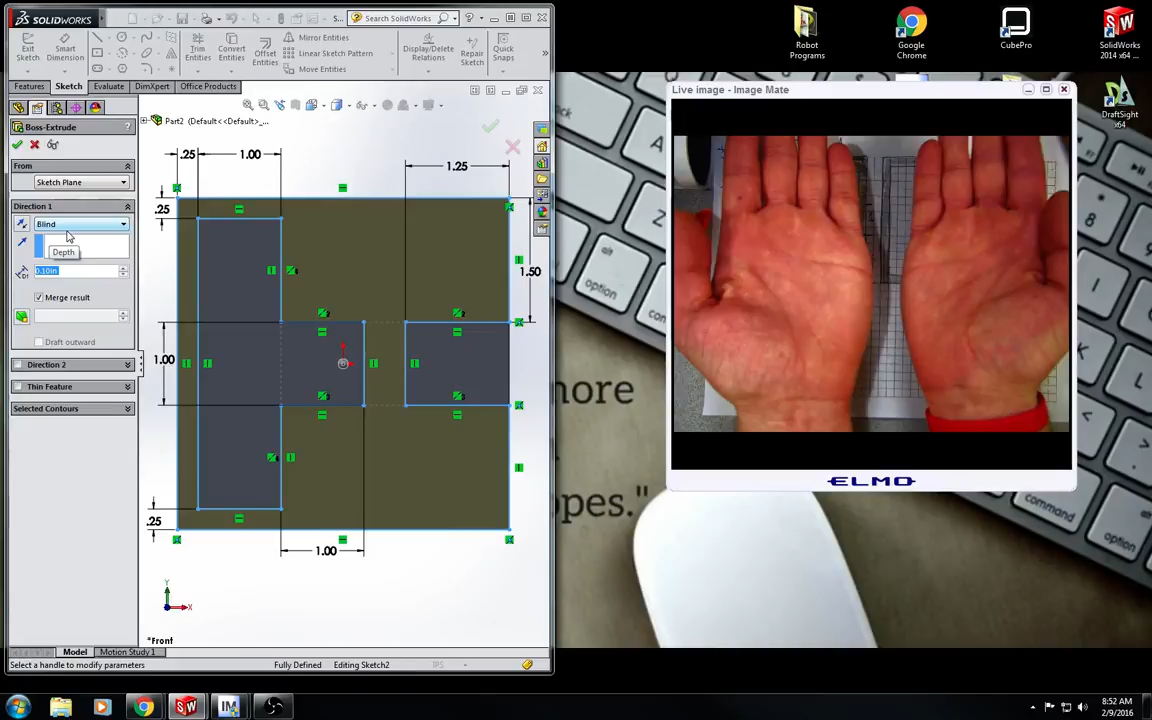 SOLIDWORKS
S...
Search SolidWorks
Exit Sketch
Smart Dimension
Trim Entities
Convert Entities
Offset Entities
Mirror Entities
Linear Sketch Pattern
Move Entities
Display/Delete Relations
Repair Sketch
Quick Snaps
Features
Sketch
Evaluate
DimXpert
Office Products
Boss-Extrude
?
Part2 (Default<<Default>_...
From
Sketch Plane
Direction 1
Blind
Depth
0.10in
Merge result
Draft outward
Direction 2
Thin Feature
Selected Contours
.25
1.00
1.25
.25
1.50
1.00
.25
1.00
Y
X
*Front
Model
Motion Study 1
Select a handle to modify parameters
Fully Defined
Editing Sketch2
IPS
Live image - Image Mate
ELMO
Robot Programs
Google Chrome
CubePro
SolidWorks 2014 x64 ...
DraftSight x64
more
opes."
command
option
command
8:52 AM
2/9/2016